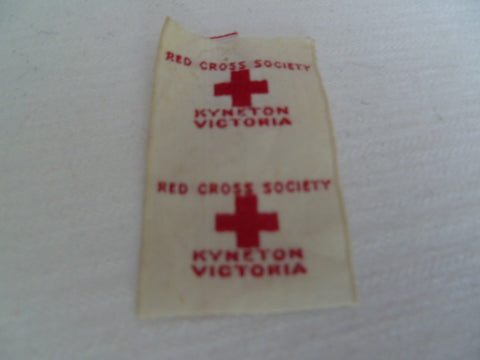 RED CROSS SOCIETY
KYNETON
VICTORIA
RED CROSS SOCIETY
KYNETON
VICTORIA